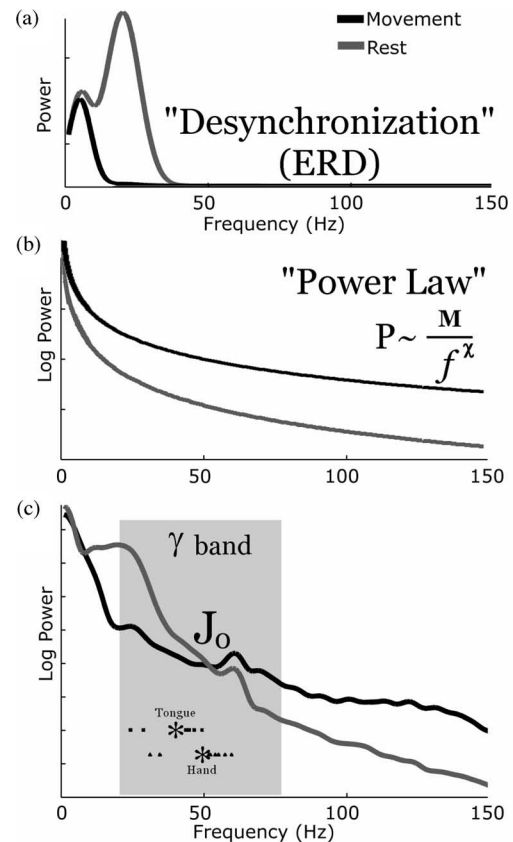 (a)
Movement
Rest
Power
"Desynchronization"
(ERD)
0 50 100 150
Frequency (Hz)
(b)
Log Power
"Power Law"
P~ M
f^χ
0 50 100 150
(c)
Log Power
γ band
J₀
Tongue
Hand
0 50 100 150
Frequency (Hz)